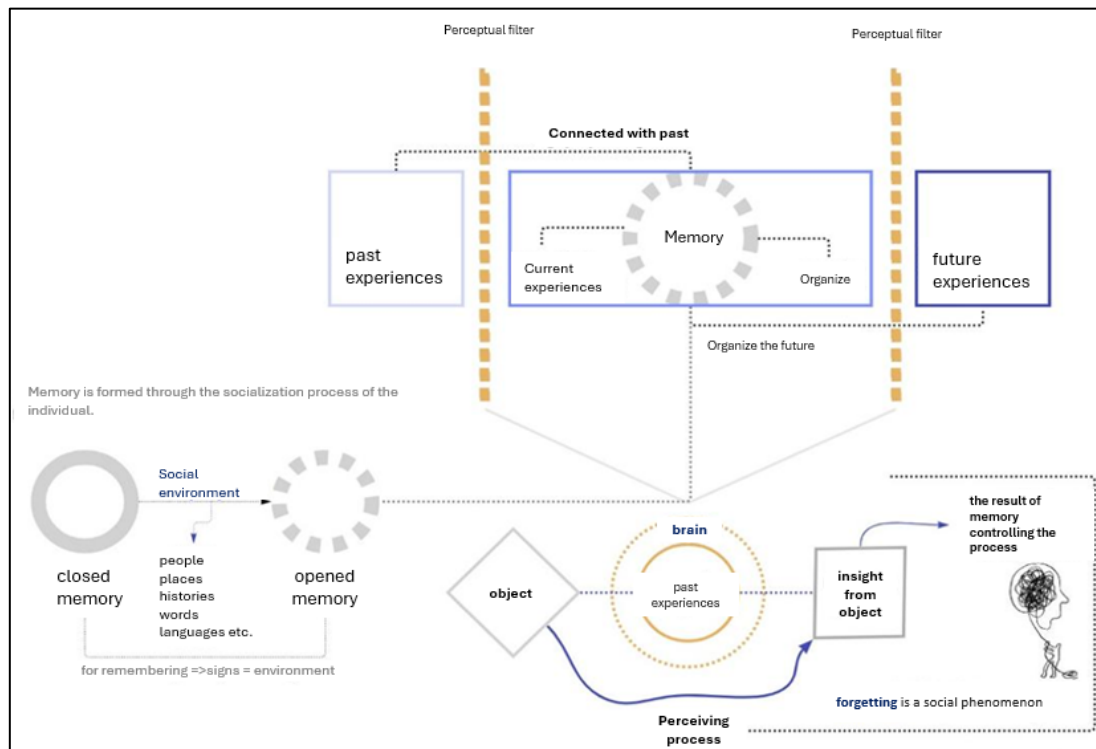 Perceptual filter
Perceptual filter
Connected with past
past
experiences
Memory
Current
experiences
Organize
future
experiences
Organize the future
Memory is formed through the socialization process of the
individual.
Social
environment
people
places
histories
words
languages etc.
closed
memory
opened
memory
for remembering =>signs = environment
brain
object
past
experiences
insight
from
object
the result of
memory
controlling the
process
Perceiving
process
forgetting is a social phenomenon